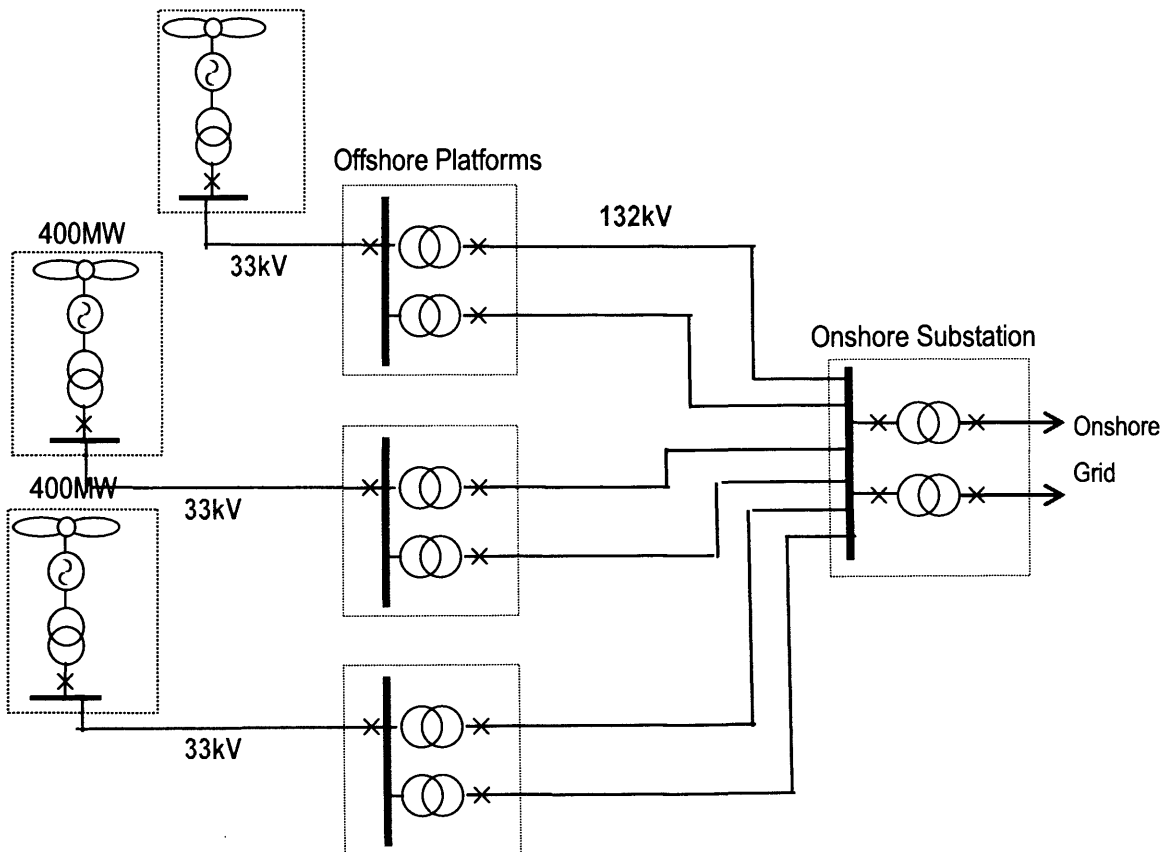 Offshore Platforms
132kV
33kV
400MW
Onshore Substation
Onshore
Grid
400MW
33kV
33kV